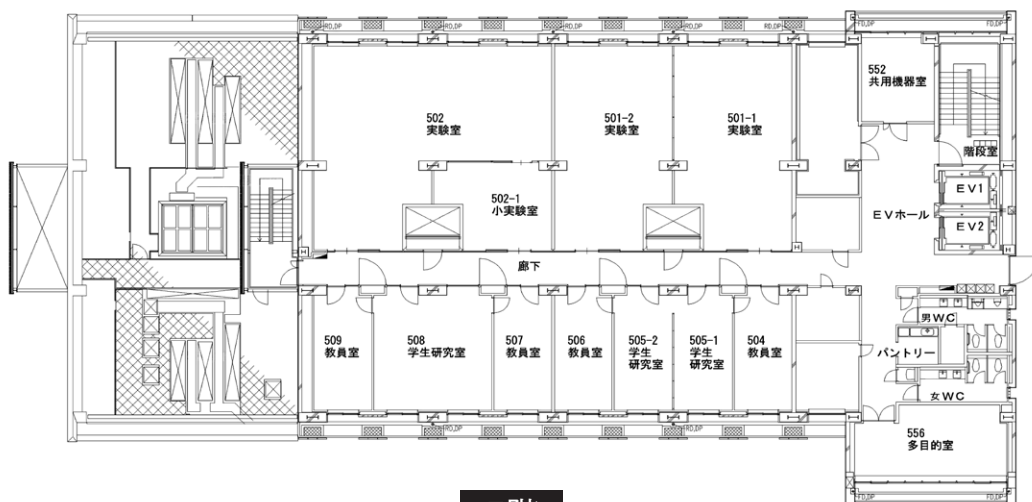 RD,DP
FD,DP
FD,DP
552
共用機器室
502
実験室
501-2
実験室
501-1
実験室
階段室
502-1
小実験室
EV1
EVホール
EV2
廊下
男WC
509
教員室
508
学生研究室
507
教員室
506
教員室
505-2
学生
研究室
505-1
学生
研究室
504
教員室
パントリー
女WC
556
多目的室
RD,DP
RD,DP
RD,DP
FD,DP
FD,DP